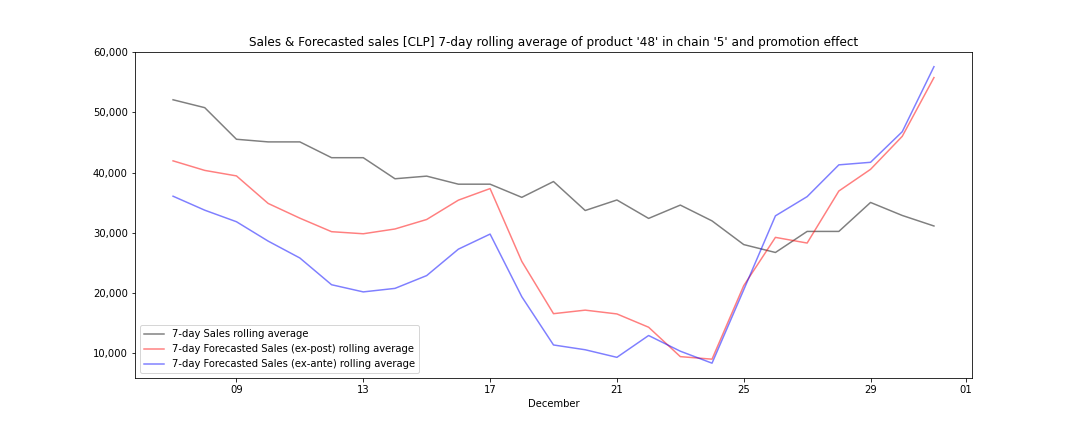 Sales & Forecasted sales [CLP] 7-day rolling average of product '48' in chain '5' and promotion effect
60,000
50,000
40,000
30,000
20,000
10,000
7-day Sales rolling average
7-day Forecasted Sales (ex-post) rolling average
7-day Forecasted Sales (ex-ante) rolling average
09 13 17 21 25 29 01
December